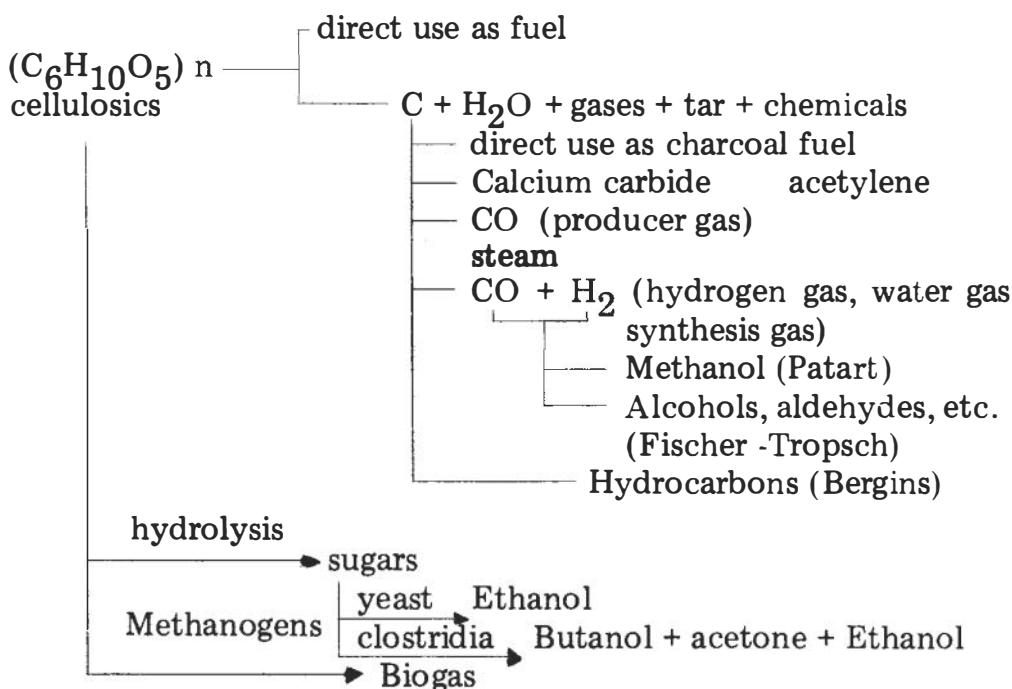 direct use as fuel
(C6H10O5) n
cellulosics
C + H2O + gases + tar + chemicals
direct use as charcoal fuel
Calcium carbide acetylene
CO (producer gas)
steam
CO + H2 (hydrogen gas, water gas
synthesis gas)
Methanol (Patart)
Alcohols, aldehydes, etc.
(Fischer -Tropsch)
Hydrocarbons (Bergins)
hydrolysis
sugars
yeast Ethanol
Methanogens
clostridia Butanol + acetone + Ethanol
Biogas